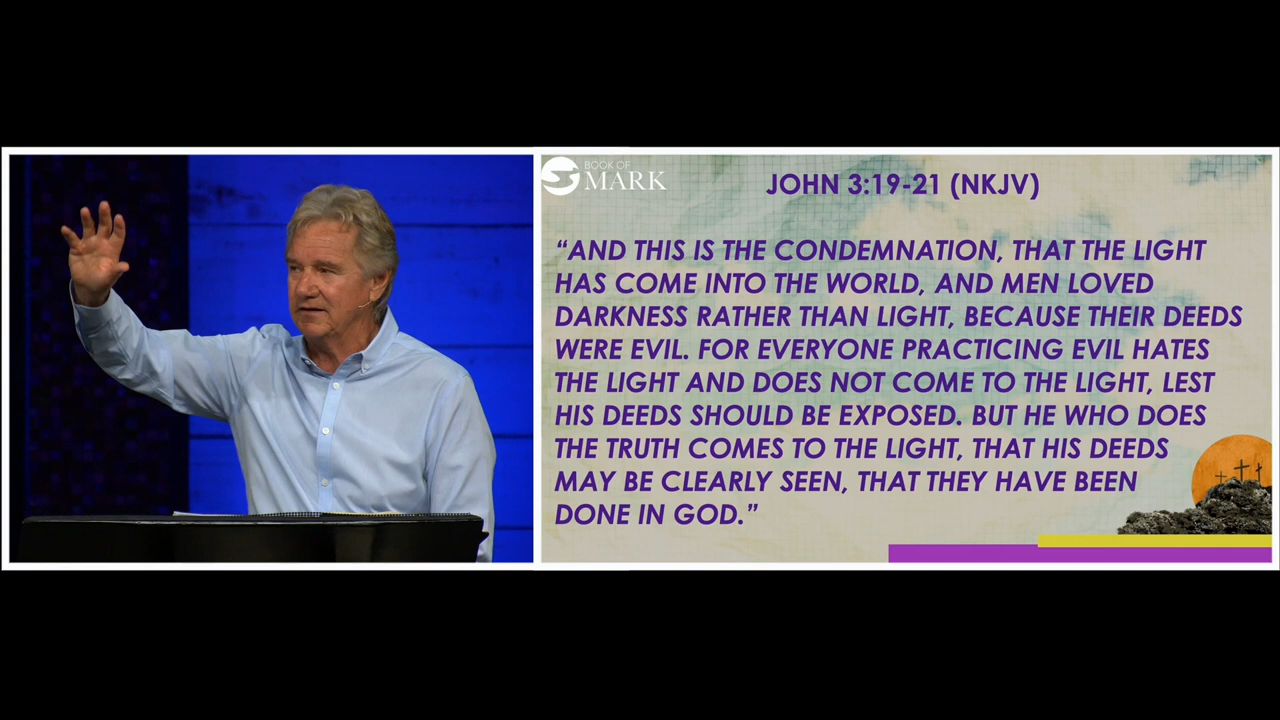 BOOK OF
MARK
JOHN 3:19-21 (NKJV)
“AND THIS IS THE CONDEMNATION, THAT THE LIGHT
HAS COME INTO THE WORLD, AND MEN LOVED
DARKNESS RATHER THAN LIGHT, BECAUSE THEIR DEEDS
WERE EVIL. FOR EVERYONE PRACTICING EVIL HATES
THE LIGHT AND DOES NOT COME TO THE LIGHT, LEST
HIS DEEDS SHOULD BE EXPOSED. BUT HE WHO DOES
THE TRUTH COMES TO THE LIGHT, THAT HIS DEEDS
MAY BE CLEARLY SEEN, THAT THEY HAVE BEEN
DONE IN GOD.”